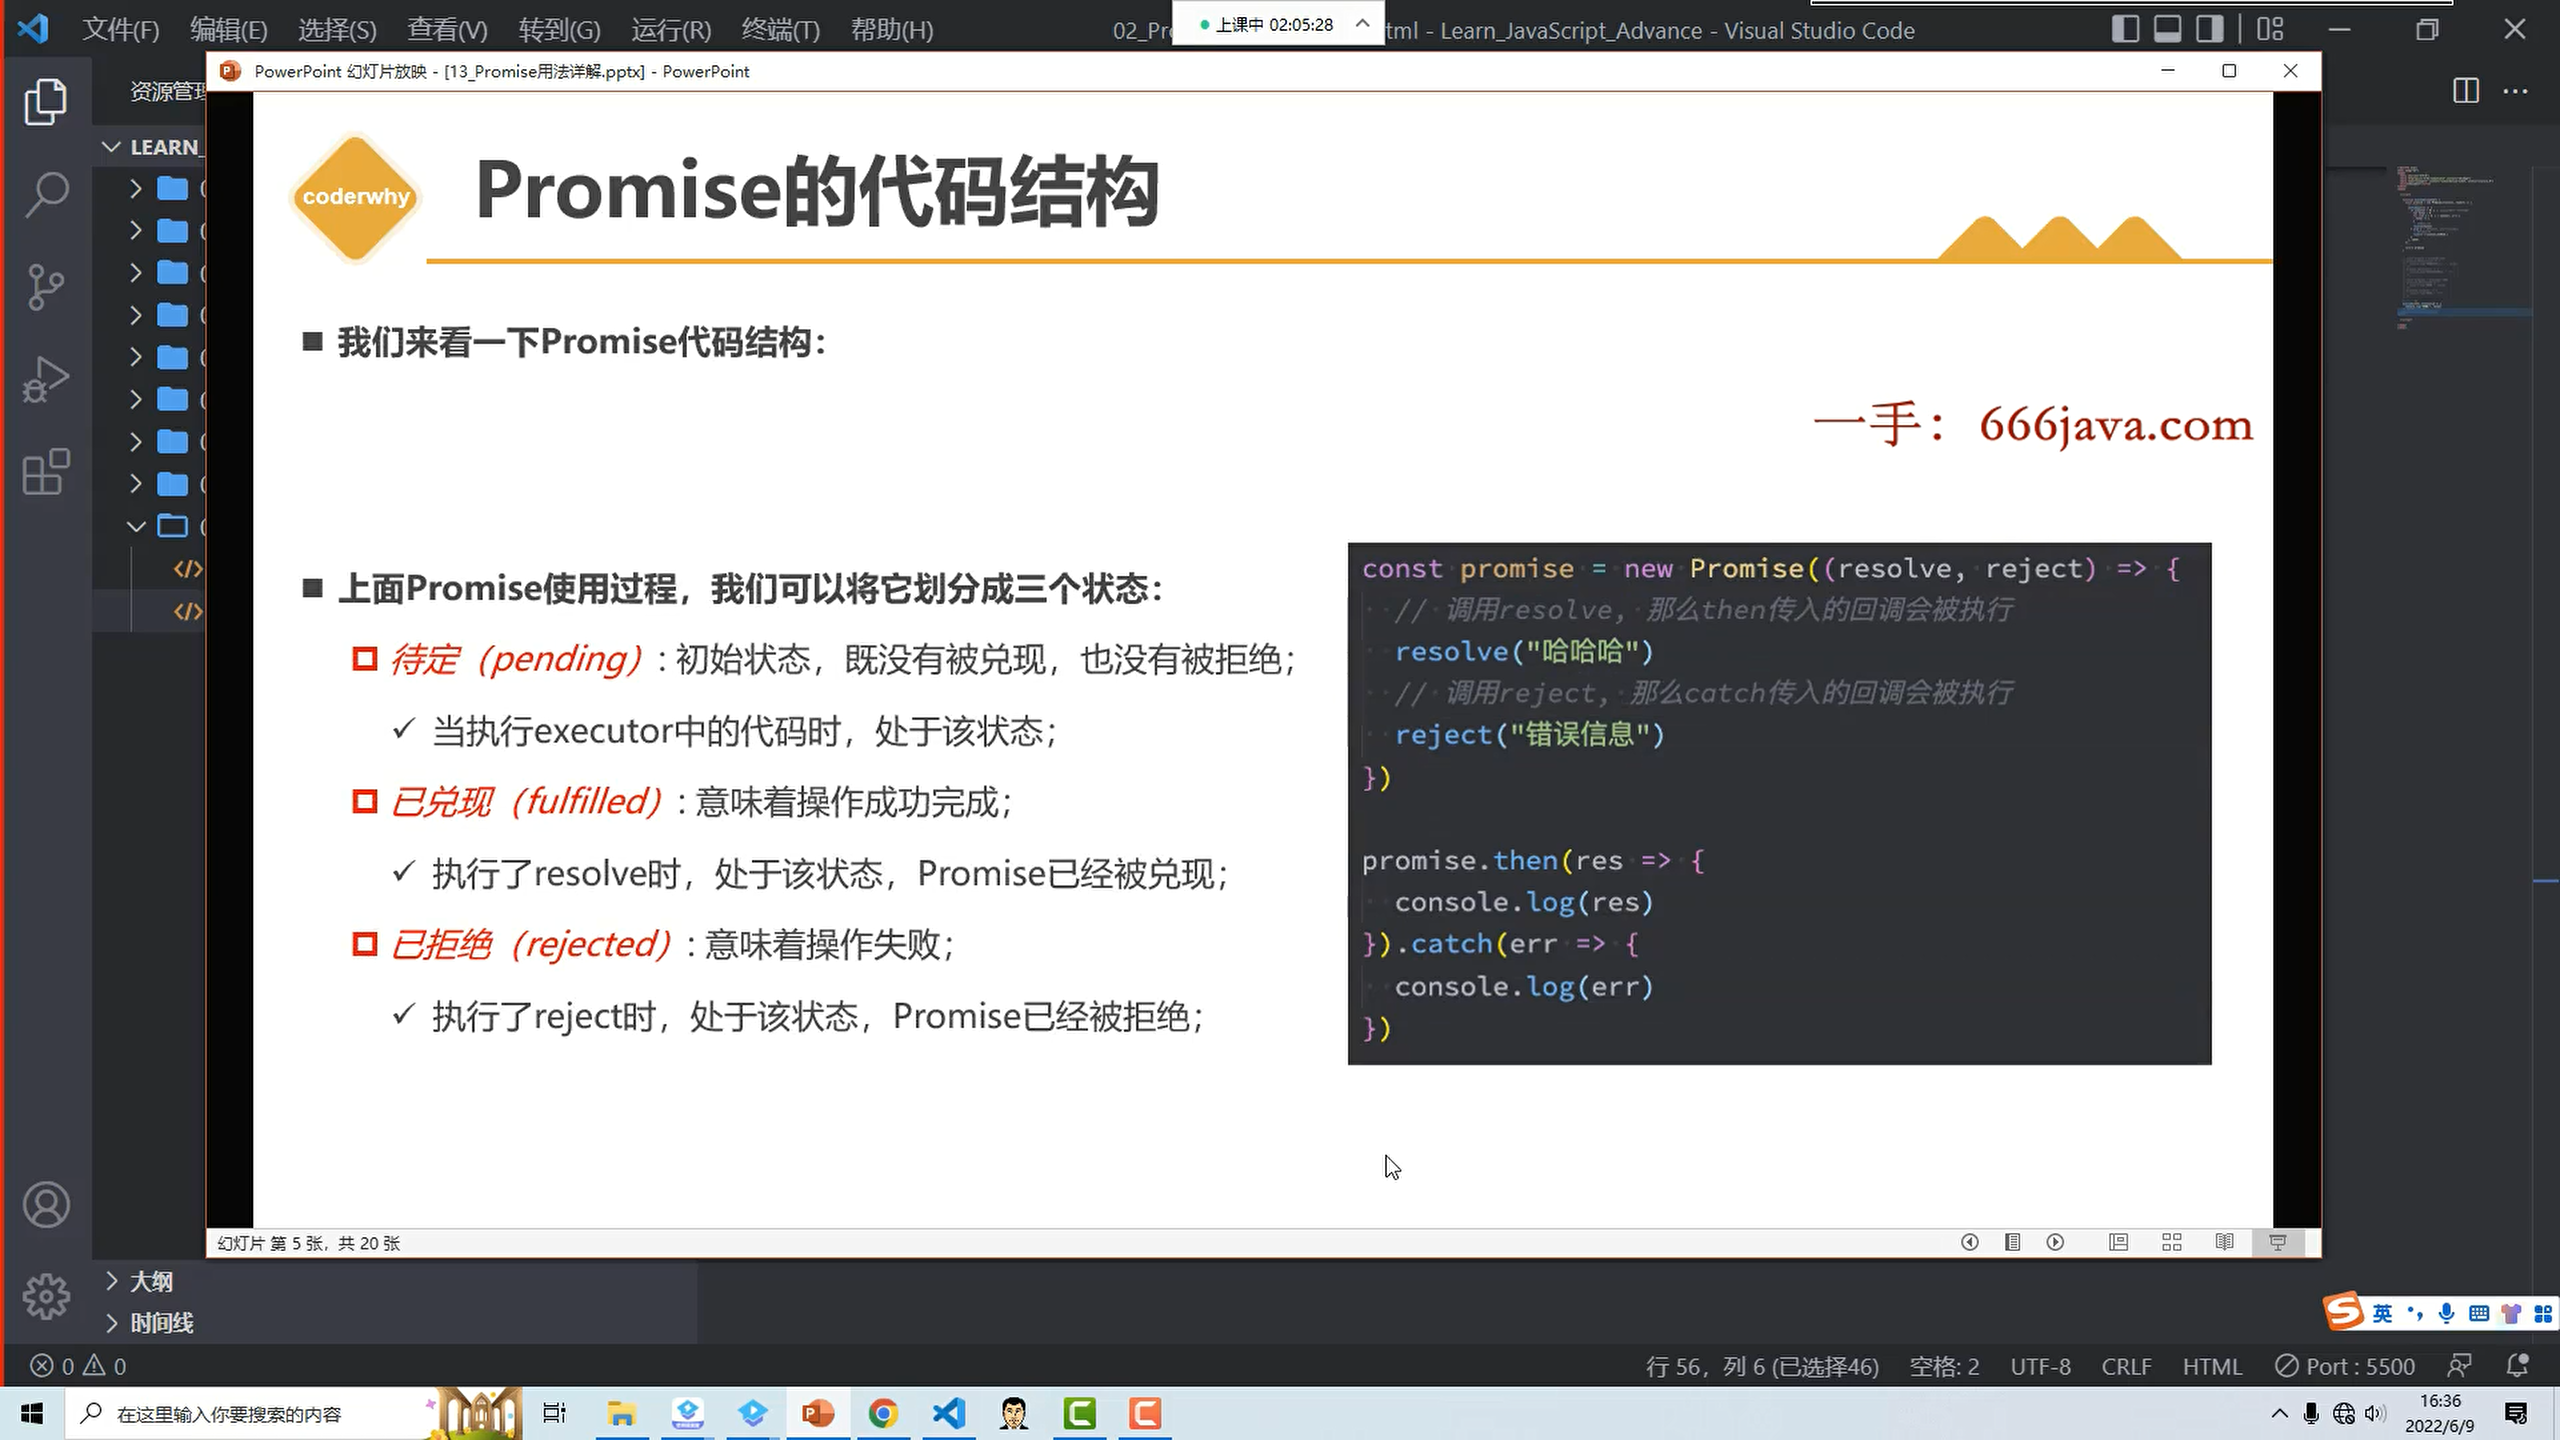 文件(F) 编辑(E) 选择(S) 查看(V) 转到(G) 运行(R) 终端(T) 帮助(H)
上课中 02:05:28
02_Pr
tml - Learn_JavaScript_Advance - Visual Studio Code
PowerPoint 幻灯片放映 - [13_Promise用法详解.pptx] - PowerPoint
资源管
LEARN_
coderwhy
Promise的代码结构
我们来看一下Promise代码结构：
一手：666java.com
上面Promise使用过程，我们可以将它划分成三个状态：
待定（pending）: 初始状态，既没有被兑现，也没有被拒绝；
当执行executor中的代码时，处于该状态；
已兑现（fulfilled）: 意味着操作成功完成；
执行了resolve时，处于该状态，Promise已经被兑现；
已拒绝（rejected）: 意味着操作失败；
执行了reject时，处于该状态，Promise已经被拒绝；
const promise = new Promise((resolve, reject) => {
// 调用resolve, 那么then传入的回调会被执行
resolve("哈哈哈")
// 调用reject, 那么catch传入的回调会被执行
reject("错误信息")
})
promise.then(res => {
console.log(res)
}).catch(err => {
console.log(err)
})
幻灯片 第 5 张，共 20 张
大纲
时间线
英
0 0
行 56，列 6 (已选择46) 空格: 2 UTF-8 CRLF HTML Port : 5500
在这里输入你要搜索的内容
16:36
2022/6/9